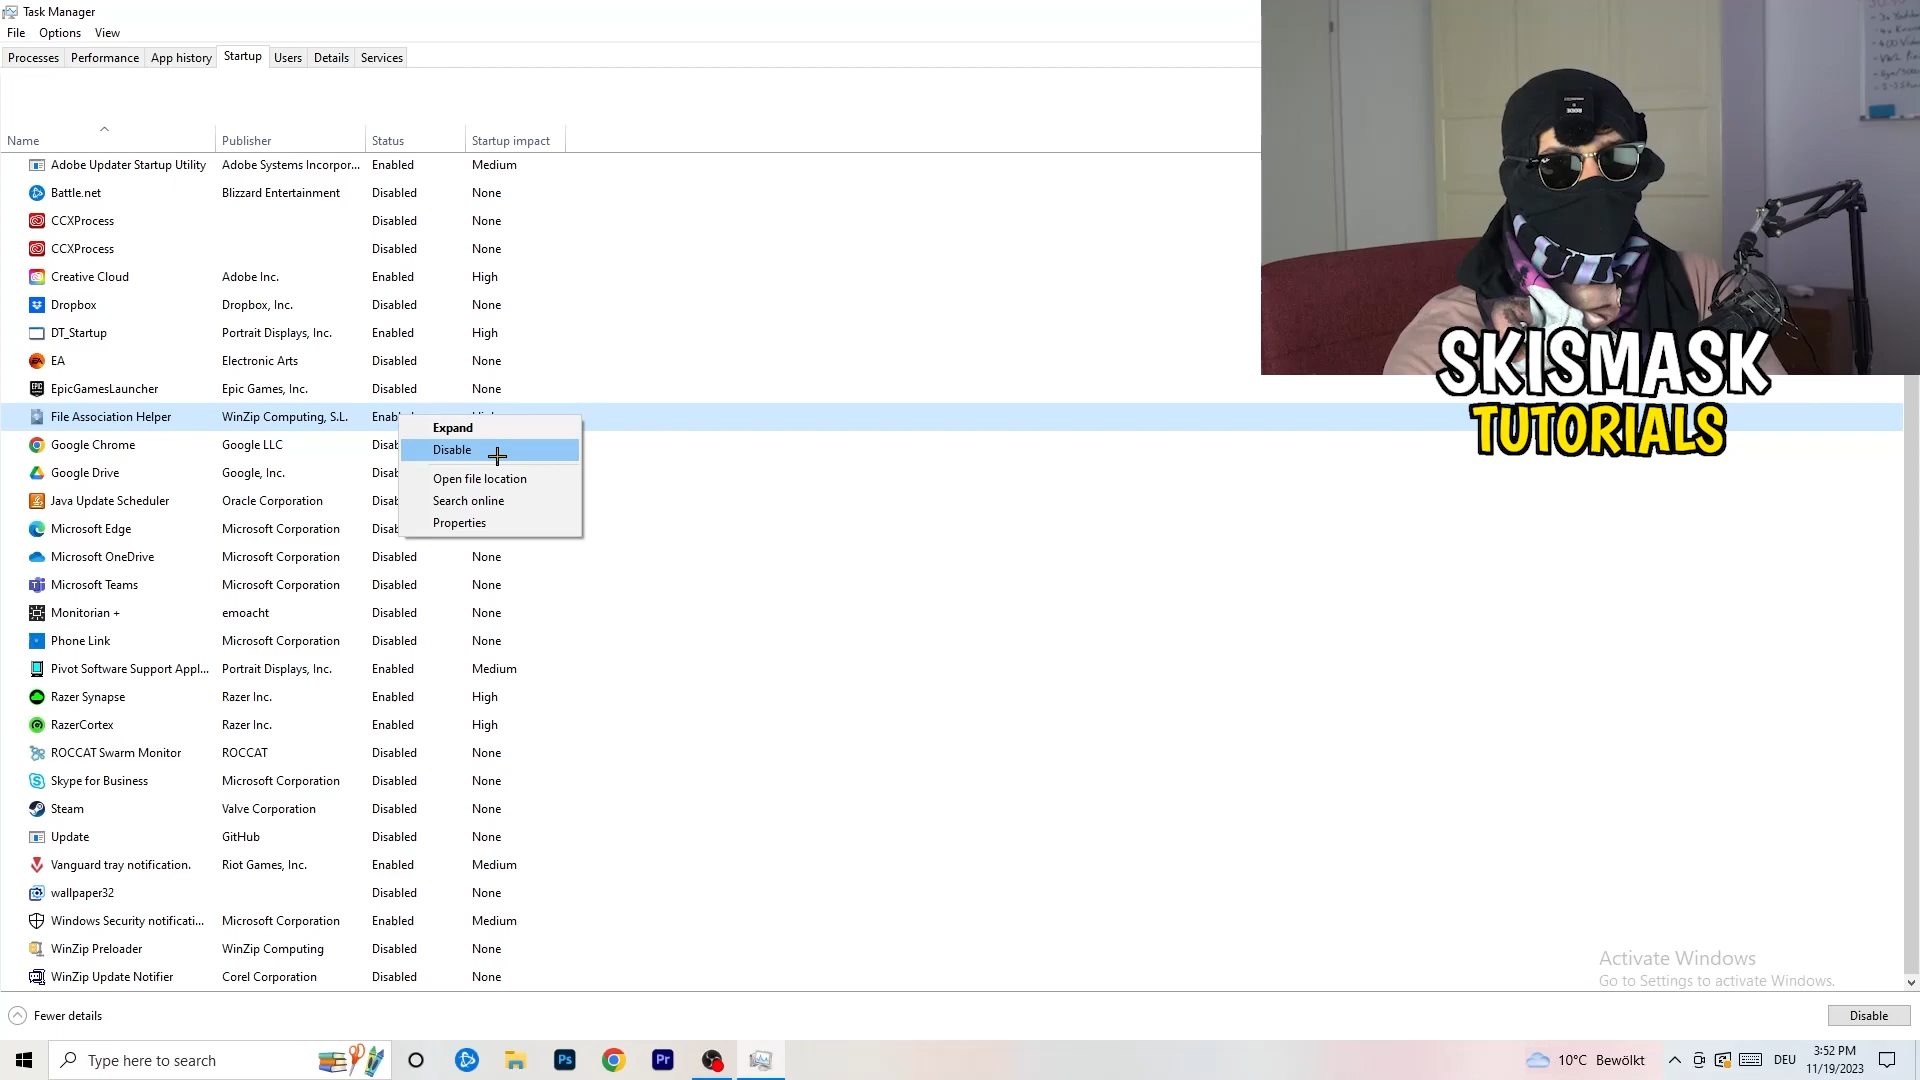 Task Manager
File Options View
Processes Performance App history Startup Users Details Services
Name Publisher Status Startup impact
Adobe Updater Startup Utility Adobe Systems Incorpor... Enabled Medium
Battle.net Blizzard Entertainment Disabled None
CCXProcess Disabled None
CCXProcess Disabled None
Creative Cloud Adobe Inc. Enabled High
Dropbox Dropbox, Inc. Disabled None
DT_Startup Portrait Displays, Inc. Enabled High
EA Electronic Arts Disabled None
EpicGamesLauncher Epic Games, Inc. Disabled None
File Association Helper WinZip Computing, S.L.
Google Chrome Google LLC
Google Drive Google, Inc.
Java Update Scheduler Oracle Corporation
Microsoft Edge Microsoft Corporation
Expand
Disable
Open file location
Search online
Properties
Microsoft OneDrive Microsoft Corporation Disabled None
Microsoft Teams Microsoft Corporation Disabled None
Monitorian + emoacht Disabled None
Phone Link Microsoft Corporation Disabled None
Pivot Software Support Appl... Portrait Displays, Inc. Enabled Medium
Razer Synapse Razer Inc. Enabled High
RazerCortex Razer Inc. Enabled High
ROCCAT Swarm Monitor ROCCAT Disabled None
Skype for Business Microsoft Corporation Disabled None
Steam Valve Corporation Disabled None
Update GitHub Disabled None
Vanguard tray notification. Riot Games, Inc. Enabled Medium
wallpaper32 Disabled None
Windows Security notificati... Microsoft Corporation Enabled Medium
WinZip Preloader WinZip Computing Disabled None
WinZip Update Notifier Corel Corporation Disabled None
SKISMASK
TUTORIALS
Activate Windows
Go to Settings to activate Windows.
Fewer details
Disable
Type here to search
Ps
Pr
10°C Bewölkt
DEU
3:52 PM
11/19/2023